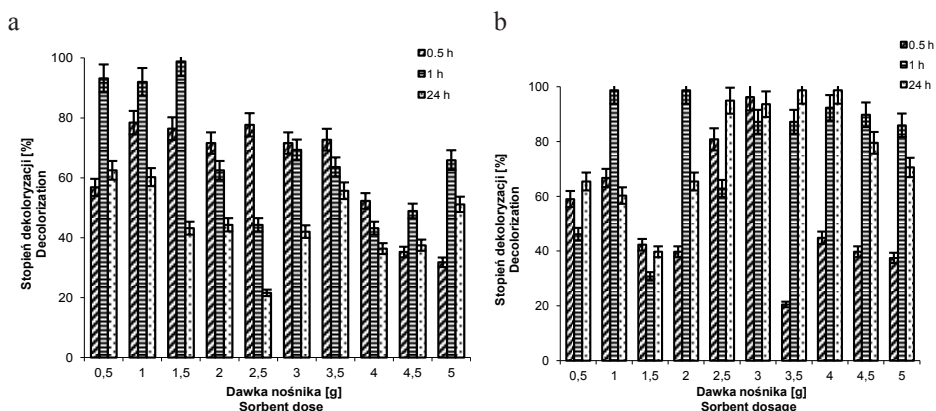 a
Stopień dekoloryzacji [%]
Decolorization
100
80
60
40
20
0
0.5 h
1 h
24 h
0,5 1 1,5 2 2,5 3 3,5 4 4,5 5
Dawka nośnika [g]
Sorbent dose
b
Stopień dekoloryzacji [%]
Decolorization
100
80
60
40
20
0
0.5 h
1 h
24 h
0,5 1 1,5 2 2,5 3 3,5 4 4,5 5
Dawka nośnika [g]
Sorbent dosage